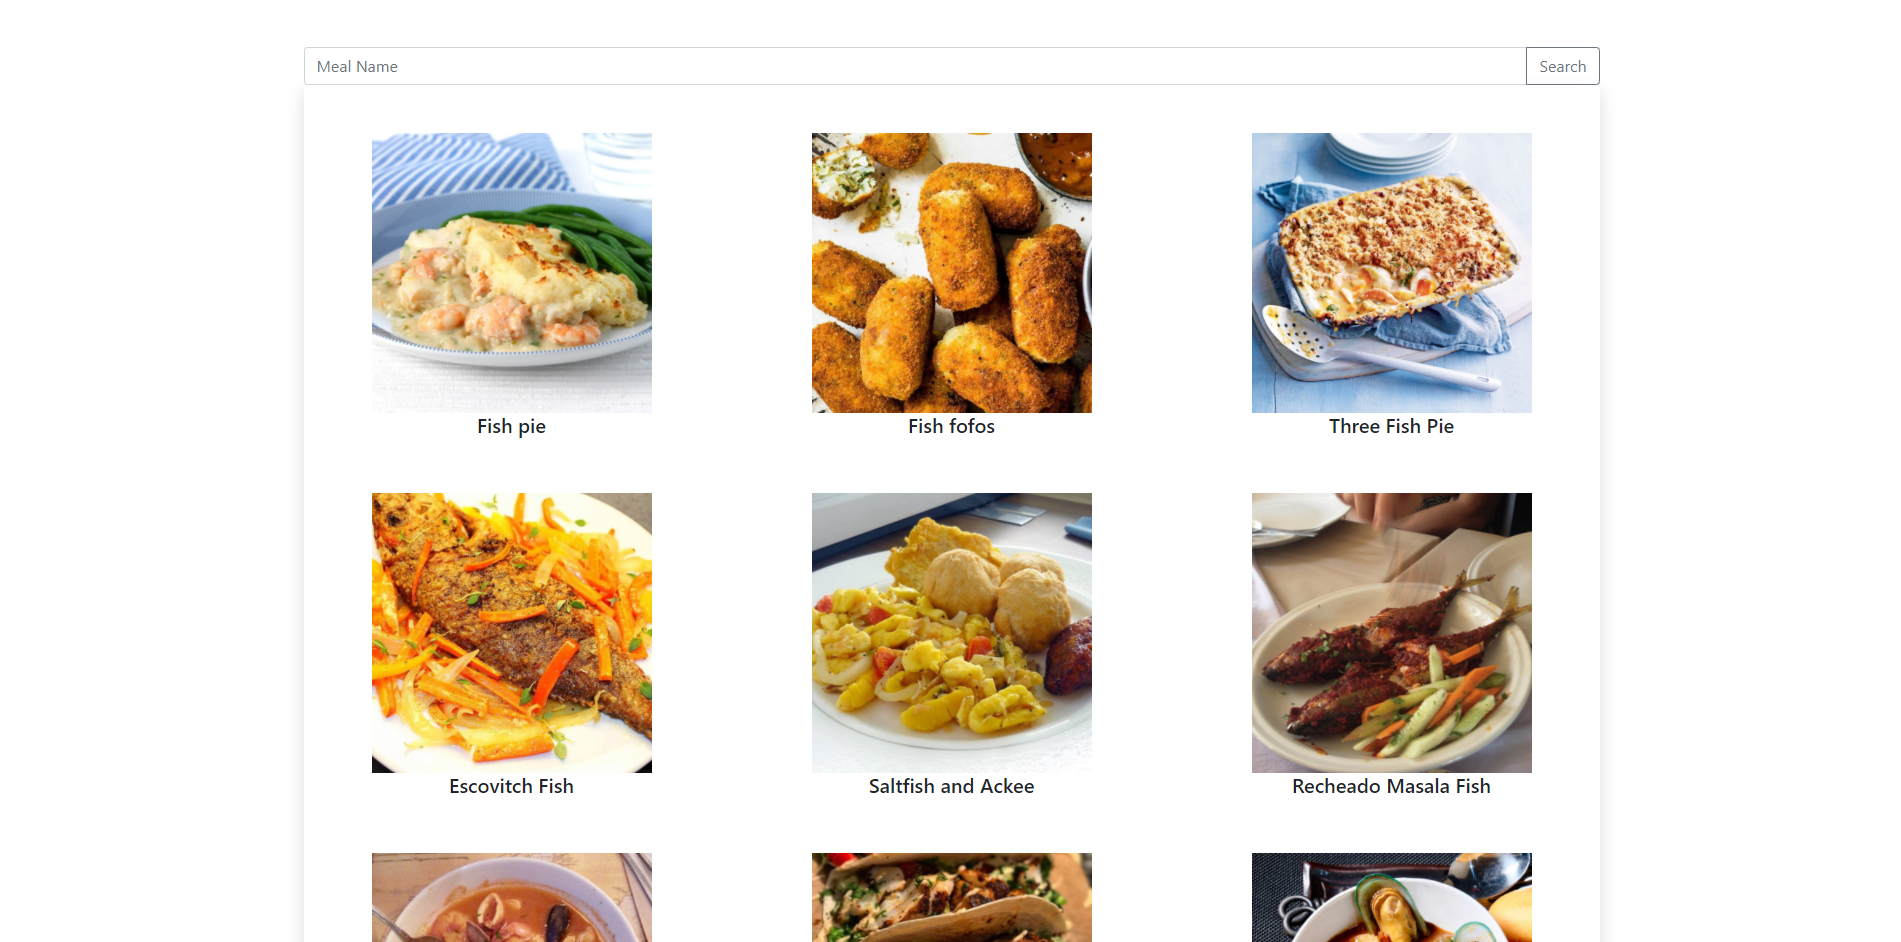 Meal Name
Search
Fish pie
Fish fofos
Three Fish Pie
Escovitch Fish
Saltfish and Ackee
Recheado Masala Fish